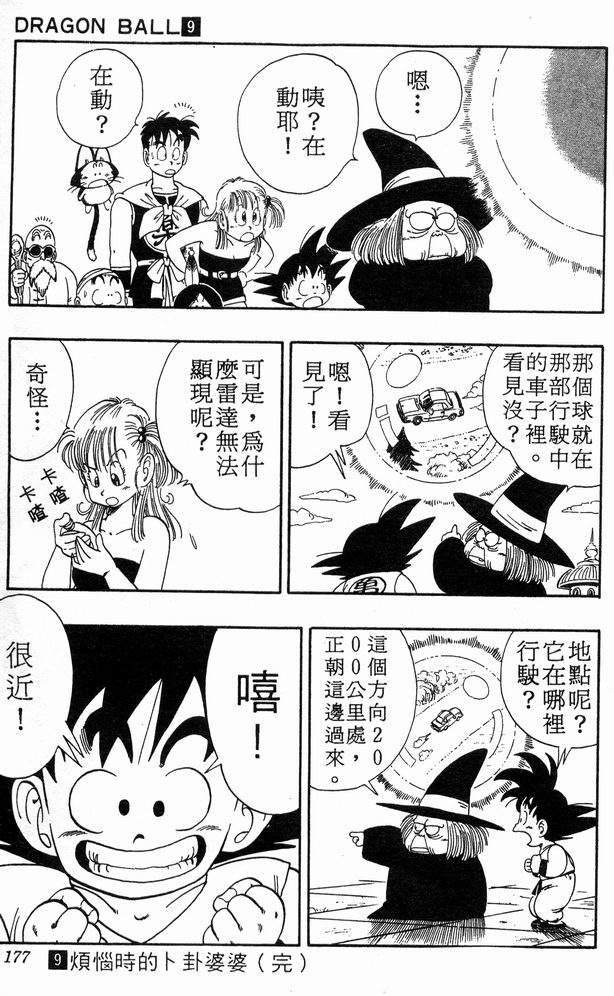 DRAGON BALL 9
嗯…
咦？在
動耶！
在
動？
那個球就在
那部行駛中
的車子裡。
看見沒？
嗯！看
見了！
可是，為什
麼雷達無法
顯現呢？
奇怪…
卡喳
卡喳
地點呢？
它在哪裡
行駛？
這個方向20
00公里處，
正朝這邊過來。
嘻！
很近！
177
9 煩惱時的卜卦婆婆（完）